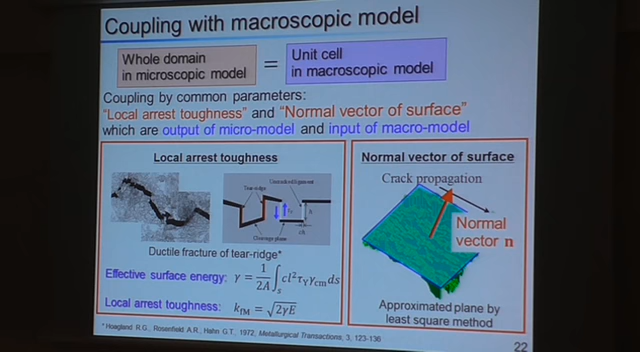 Coupling with macroscopic model
Whole domain
in microscopic model
=
Unit cell
in macroscopic model
Coupling by common parameters:
"Local arrest toughness" and "Normal vector of surface"
which are output of micro-model and input of macro-model
Local arrest toughness
Tear-ridge
Cleavage plane
h
Ductile fracture of tear-ridge*
Effective surface energy: γ = 1/2A ∫s cl²τYγcm ds
Local arrest toughness: kIM = √2γE
Normal vector of surface
Crack propagation
Normal
vector n
Approximated plane by
least square method
* Hoagland R.G., Rosenfield A.R., Hahn G.T., 1972, Metallurgical Transactions, 3, 123-136
22